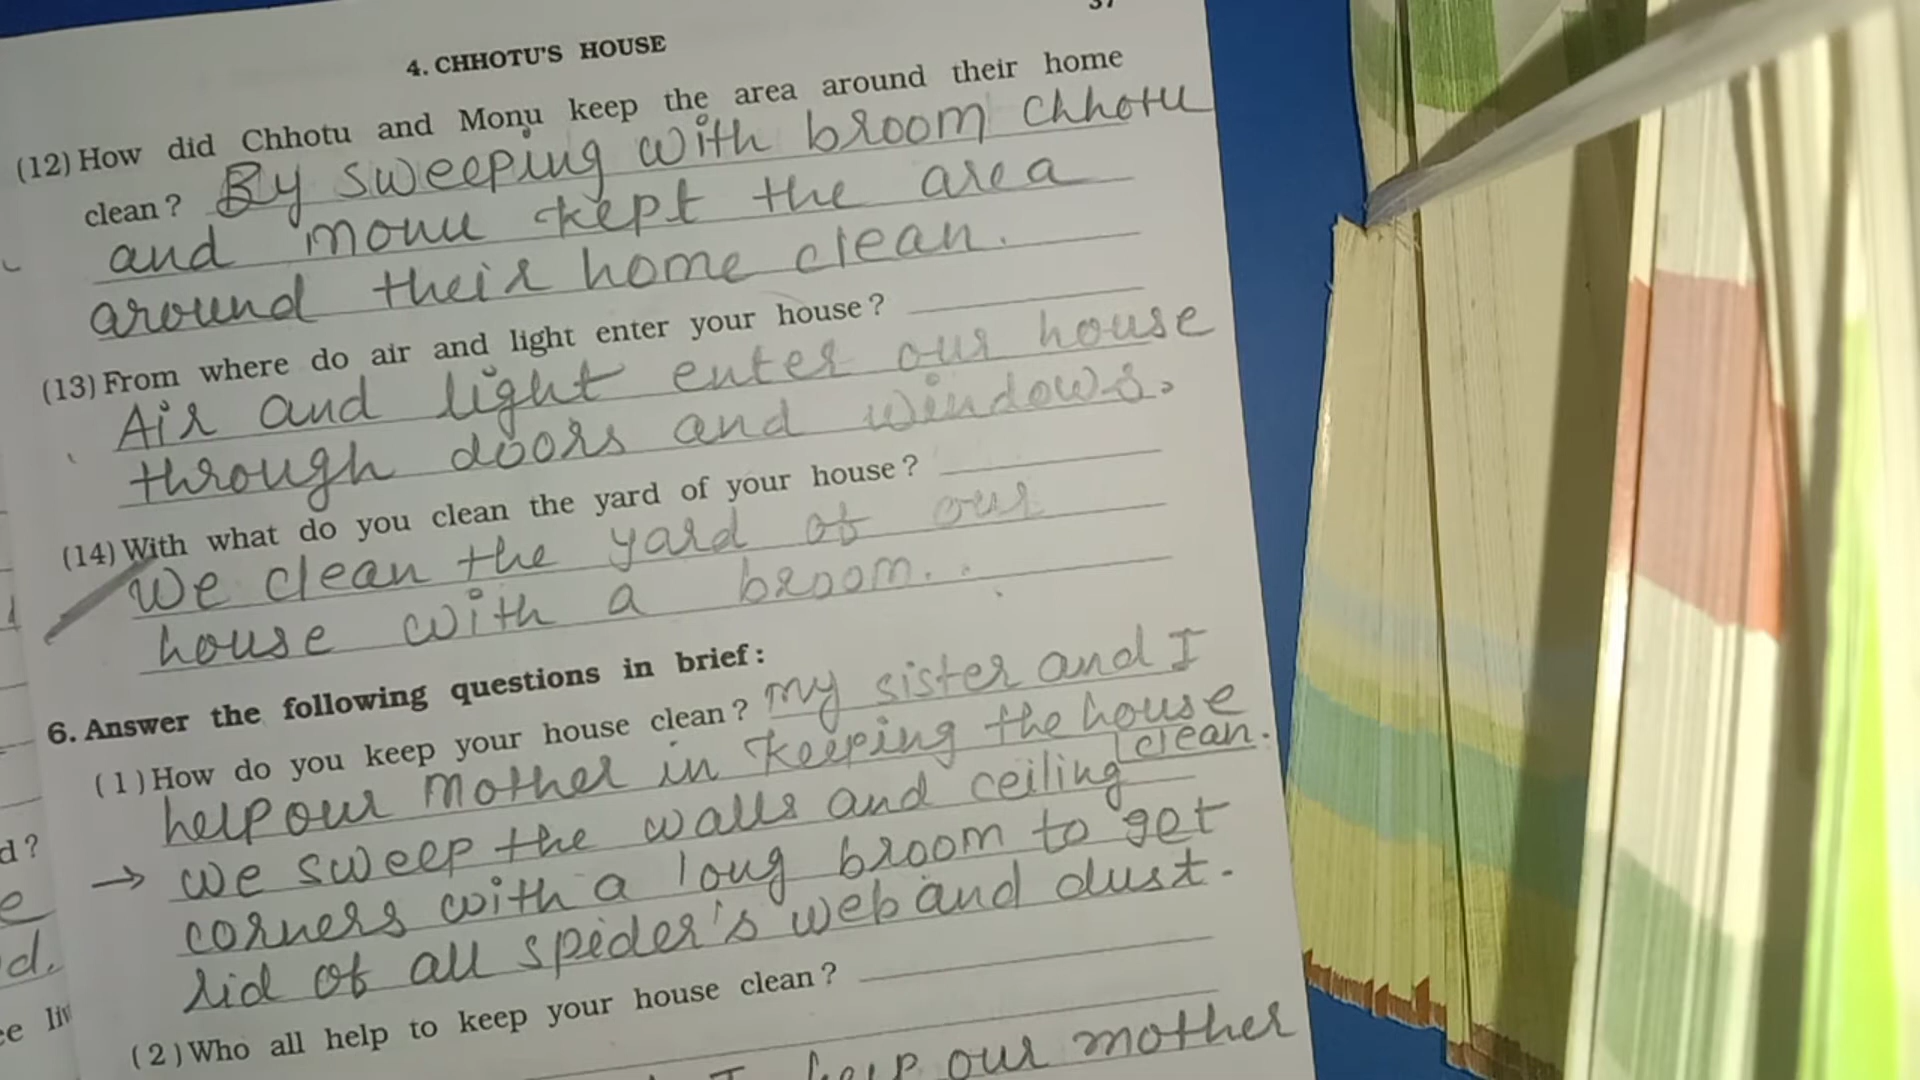 4. CHHOTU'S HOUSE
(12) How did Chhotu and Monu keep the area around their home
clean? By sweeping with broom Chhotu
and monu kept the area
around their home clean.
(13) From where do air and light enter your house?
Air and light enter our house
through doors and windows.
(14) With what do you clean the yard of your house?
We clean the yard of our
house with a broom.
6. Answer the following questions in brief:
(1) How do you keep your house clean? my sister and I
help our mother in keeping the house
clean.
→ we sweep the walls and ceiling
corners with a long broom to get
rid of all spider's web and dust.
(2) Who all help to keep your house clean?
I help our mother
d?
e
d.